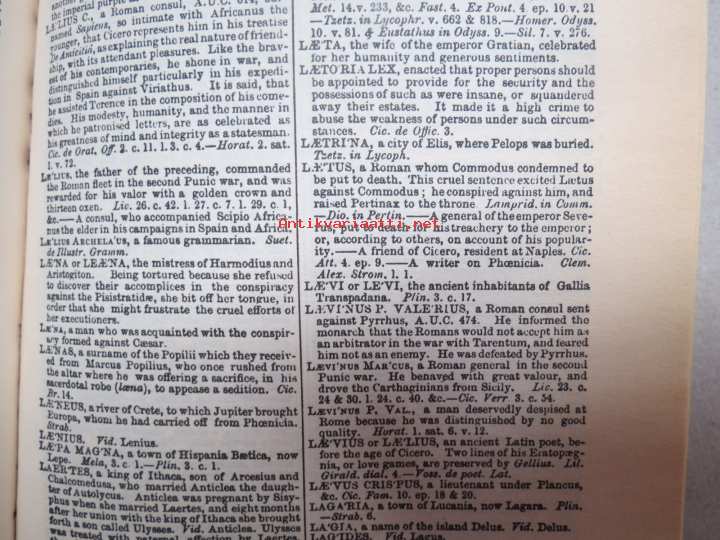 the imperial purple
LÆLIUS C., a Roman consul, A.U.C.
named Sapiens, so intimate with Africanus the
younger, that Cicero represents him in his treatise
De Amicitiâ, as explaining the real nature of friend-
ship, with its attendant pleasures. Like the brav-
est of his contemporaries, he shone in war, and
distinguished himself particularly in his expedi-
tion in Spain against Viriathus. It is said, that
he assisted Terence in the composition of his come-
dies. His modesty, humanity, and the manner in
which he patronised letters, are as celebrated as
his greatness of mind and integrity as a statesman.
Cic. de Orat. Off. 2. c. 11. l. 3. c. 4.—Horat. 2. sat.
1. v. 72.
LÆ'LIUS, the father of the preceding, commanded
the Roman fleet in the second Punic war, and was
rewarded for his valor with a golden crown and
thirteen oxen. Liv. 26. c. 42. l. 27. c. 7. l. 29. c. 1,
&c.—A consul, who accompanied Scipio Africa-
nus the elder in his campaigns in Spain and Africa.
LÆ'LIUS ARCHELA'US, a famous grammarian. Suet.
de Illustr. Gramm.
LÆ'NA or LEÆ'NA, the mistress of Harmodius and
Aristogiton. Being tortured because she refused
to discover their accomplices in the conspiracy
against the Pisistratidæ, she bit off her tongue, in
order that she might frustrate the cruel efforts of
her executioners.
LÆ'NA, a man who was acquainted with the conspir-
acy formed against Cæsar.
LÆ'NAS, a surname of the Popilii which they receiv-
ed from Marcus Popilius, who once rushed from
the altar where he was offering a sacrifice, in his
sacerdotal robe (læna), to appease a sedition. Cic.
Br. 14.
LÆ'NEUS, a river of Crete, to which Jupiter brought
Europa, whom he had carried off from Phœnicia.
Strab.
LÆ'NIUS. Vid. Lenius.
LÆ'PA MAG'NA, a town of Hispania Bætica, now
Lepe. Mela, 3. c. 1.—Plin. 3. c. 1.
LAERTES, a king of Ithaca, son of Arcesius and
Chalcomedusa, who married Anticlea the daugh-
ter of Autolycus. Anticlea was pregnant by Sisy-
phus when she married Laertes, and eight months
after her union with the king of Ithaca she brought
forth a son called Ulysses. Vid. Anticlea. Ulysses
was treated with paternal affection by Laertes
Met. 14. v. 233, &c. Fast. 4. Ex Pont. 4. ep. 10. v. 21
—Tzetz. in Lycophr. v. 662 & 818.—Homer. Odyss.
10. v. 81. & Eustathus in Odyss. 9.—Sil. 7. v. 276.
LÆ'TA, the wife of the emperor Gratian, celebrated
for her humanity and generous sentiments.
LÆTO'RIA LEX, enacted that proper persons should
be appointed to provide for the security and the
possessions of such as were insane, or squandered
away their estates. It made it a high crime to
abuse the weakness of persons under such circum-
stances. Cic. de Offic. 3.
LÆTRI'NA, a city of Elis, where Pelops was buried.
Tzetz. in Lycoph.
LÆ'TUS, a Roman whom Commodus condemned to
be put to death. This cruel sentence excited Lætus
against Commodus; he conspired against him, and
raised Pertinax to the throne. Lamprid. in Comm.
—Dio. in Pertin.—A general of the emperor Seve-
rus, put to death for his treachery to the emperor;
or, according to others, on account of his popular-
ity.—A friend of Cicero, resident at Naples. Cic.
Att. 4. ep. 9.—A writer on Phœnicia. Clem.
Alex. Strom. l. 1.
LÆ'VI or LE'VI, the ancient inhabitants of Gallia
Transpadana. Plin. 3. c. 17.
LÆVI'NUS P. VALE'RIUS, a Roman consul sent
against Pyrrhus, A.U.C. 474. He informed the
monarch that the Romans would not accept him as
an arbitrator in the war with Tarentum, and feared
him not as an enemy. He was defeated by Pyrrhus.
LÆVI'NUS MAR'CUS, a Roman general in the second
Punic war. He behaved with great valour, and
drove the Carthaginians from Sicily. Liv. 23. c.
24 & 30. l. 24. c. 40. &c.—Cic. Verr. 3. c. 54.
LÆVI'NUS P. VAL., a man deservedly despised at
Rome because he was distinguished by no good
quality. Horat. 1. sat. 6. v. 12.
LÆ'VIUS or LÆ'LIUS, an ancient Latin poet, be-
fore the age of Cicero. Two lines of his Erotopæg-
nia, or love games, are preserved by Gellius. Lil.
Girald. dial. 4.—Voss. de poet. Lat.
LÆ'VUS CRIS'PUS, a lieutenant under Plancus,
&c. Cic. Fam. 10. ep. 18 & 20.
LAGA'RIA, a town of Lucania, now Lagara. Plin.
—Strab. 6.
LA'GIA, a name of the island Delus. Vid. Delus.
LAG'IDES. Vid. Lagus.
Antikvariaatti.net